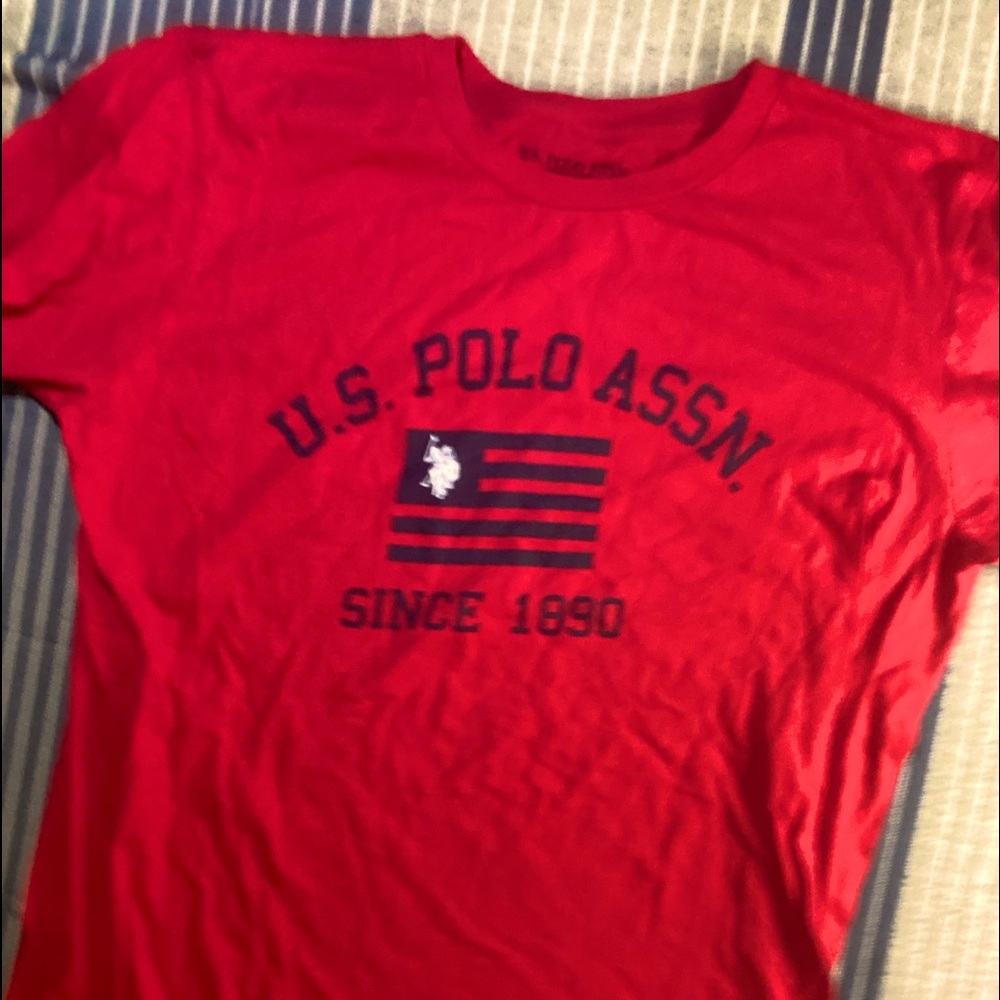 U.S. POLO ASSN.
SINCE 1890